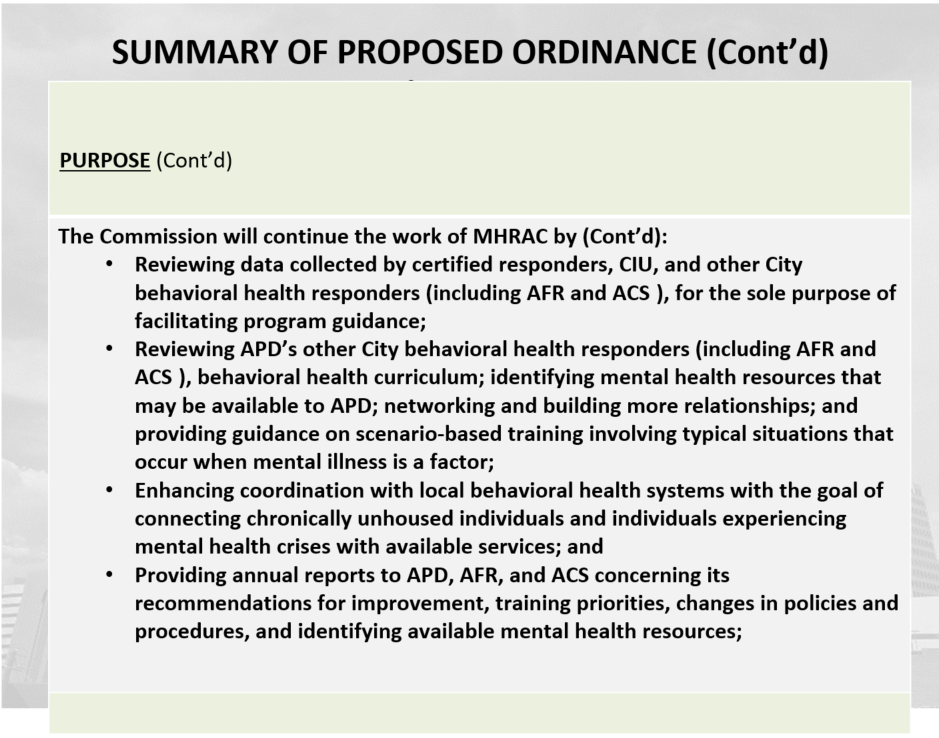 SUMMARY OF PROPOSED ORDINANCE (Cont’d)
PURPOSE (Cont’d)
The Commission will continue the work of MHRAC by (Cont’d):
• Reviewing data collected by certified responders, CIU, and other City
behavioral health responders (including AFR and ACS ), for the sole purpose of
facilitating program guidance;
• Reviewing APD’s other City behavioral health responders (including AFR and
ACS ), behavioral health curriculum; identifying mental health resources that
may be available to APD; networking and building more relationships; and
providing guidance on scenario-based training involving typical situations that
occur when mental illness is a factor;
• Enhancing coordination with local behavioral health systems with the goal of
connecting chronically unhoused individuals and individuals experiencing
mental health crises with available services; and
• Providing annual reports to APD, AFR, and ACS concerning its
recommendations for improvement, training priorities, changes in policies and
procedures, and identifying available mental health resources;